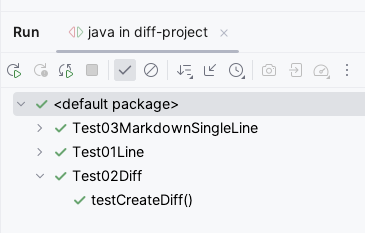 Run java in diff-project
<default package>
Test03MarkdownSingleLine
Test01Line
Test02Diff
testCreateDiff()